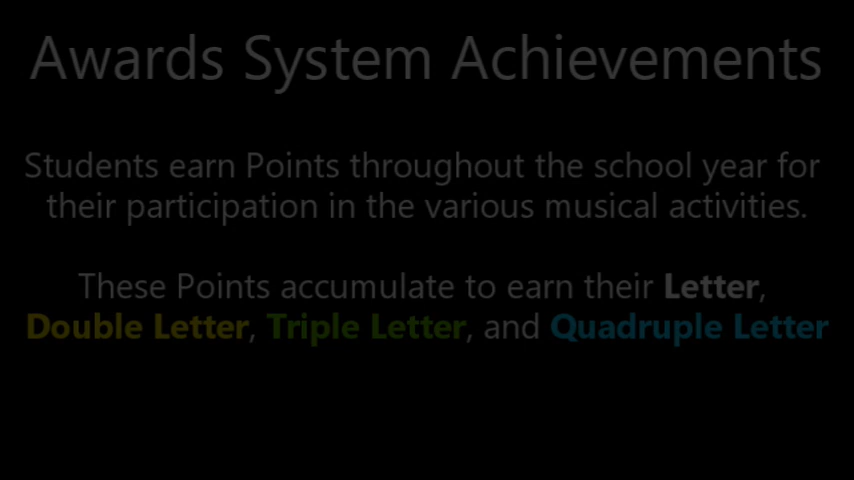 Awards System Achievements
Students earn Points throughout the school year for
their participation in the various musical activities.
These Points accumulate to earn their Letter,
Double Letter, Triple Letter, and Quadruple Letter